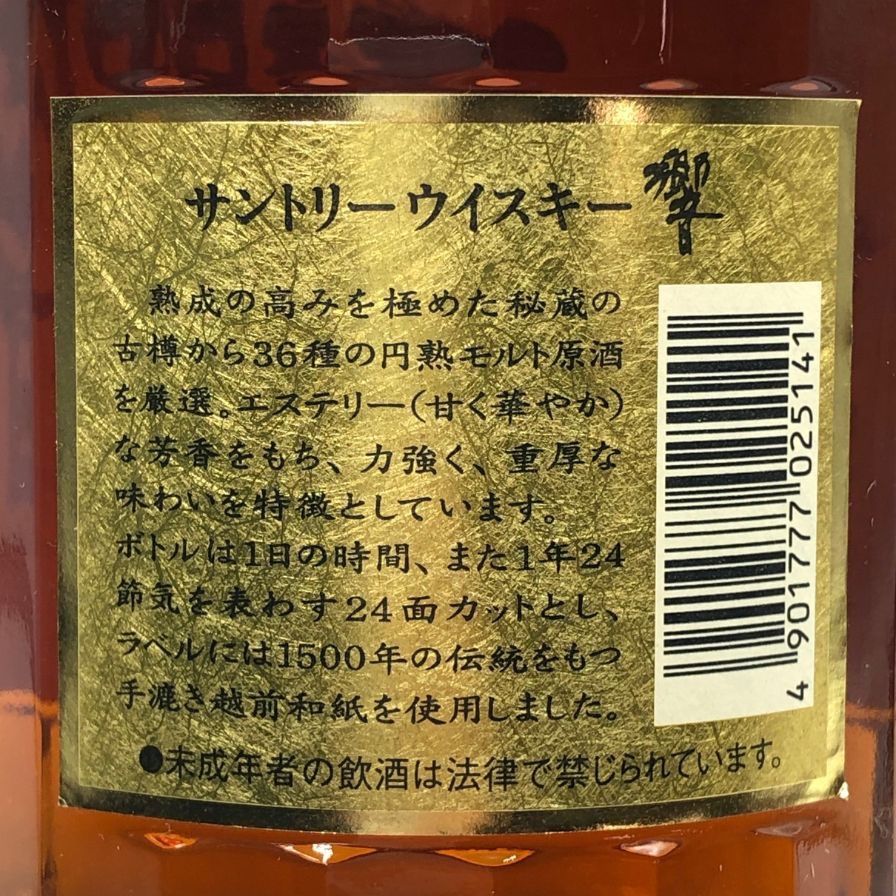 サントリーウイスキー 響
熟成の高みを極めた秘蔵の
古樽から36種の円熟モルト原酒
を厳選。エステリー(甘く華やか)
な芳香をもち、力強く、重厚な
味わいを特徴としています。
ボトルは1日の時間、また1年24
節気を表わす24面カットとし、
ラベルには1500年の伝統をもつ
手漉き越前和紙を使用しました。
●未成年者の飲酒は法律で禁じられています。
4 901777 025141